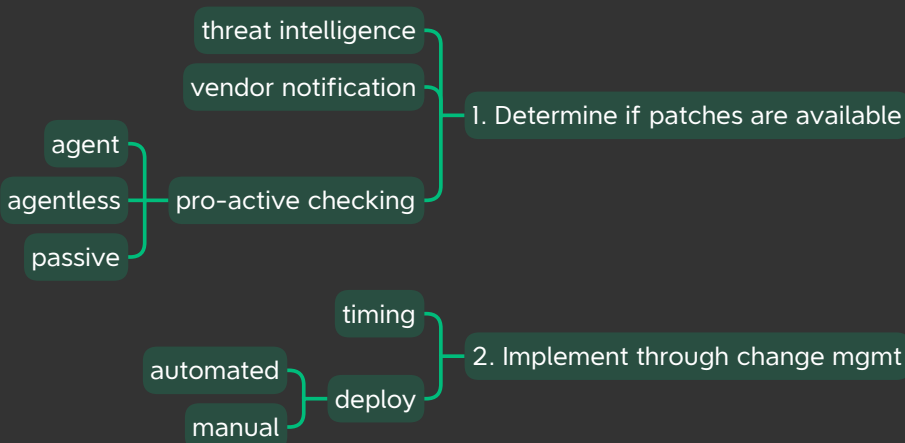 threat intelligence
vendor notification
1. Determine if patches are available
agent
agentless
pro-active checking
passive
timing
2. Implement through change mgmt
automated
deploy
manual